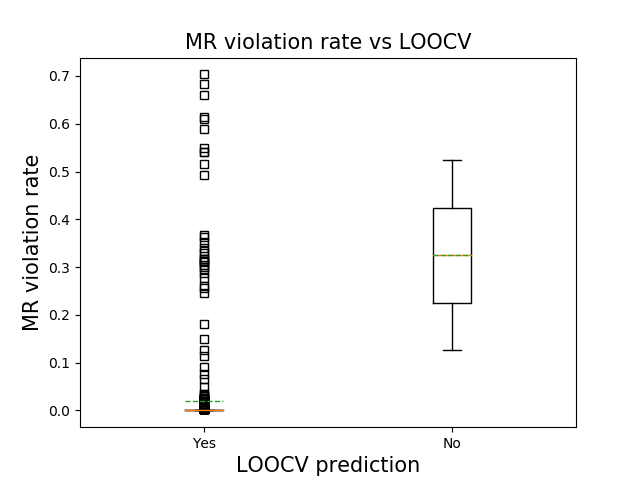 MR violation rate vs LOOCV
MR violation rate
0.7
0.6
0.5
0.4
0.3
0.2
0.1
0.0
Yes
No
LOOCV prediction